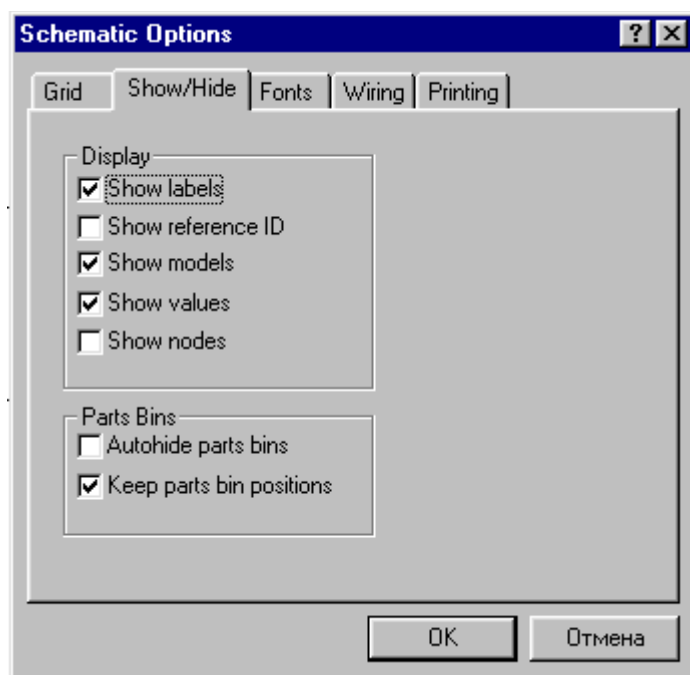 Schematic Options
Grid Show/Hide Fonts Wiring Printing
Display
Show labels
Show reference ID
Show models
Show values
Show nodes
Parts Bins
Autohide parts bins
Keep parts bin positions
OK Отмена